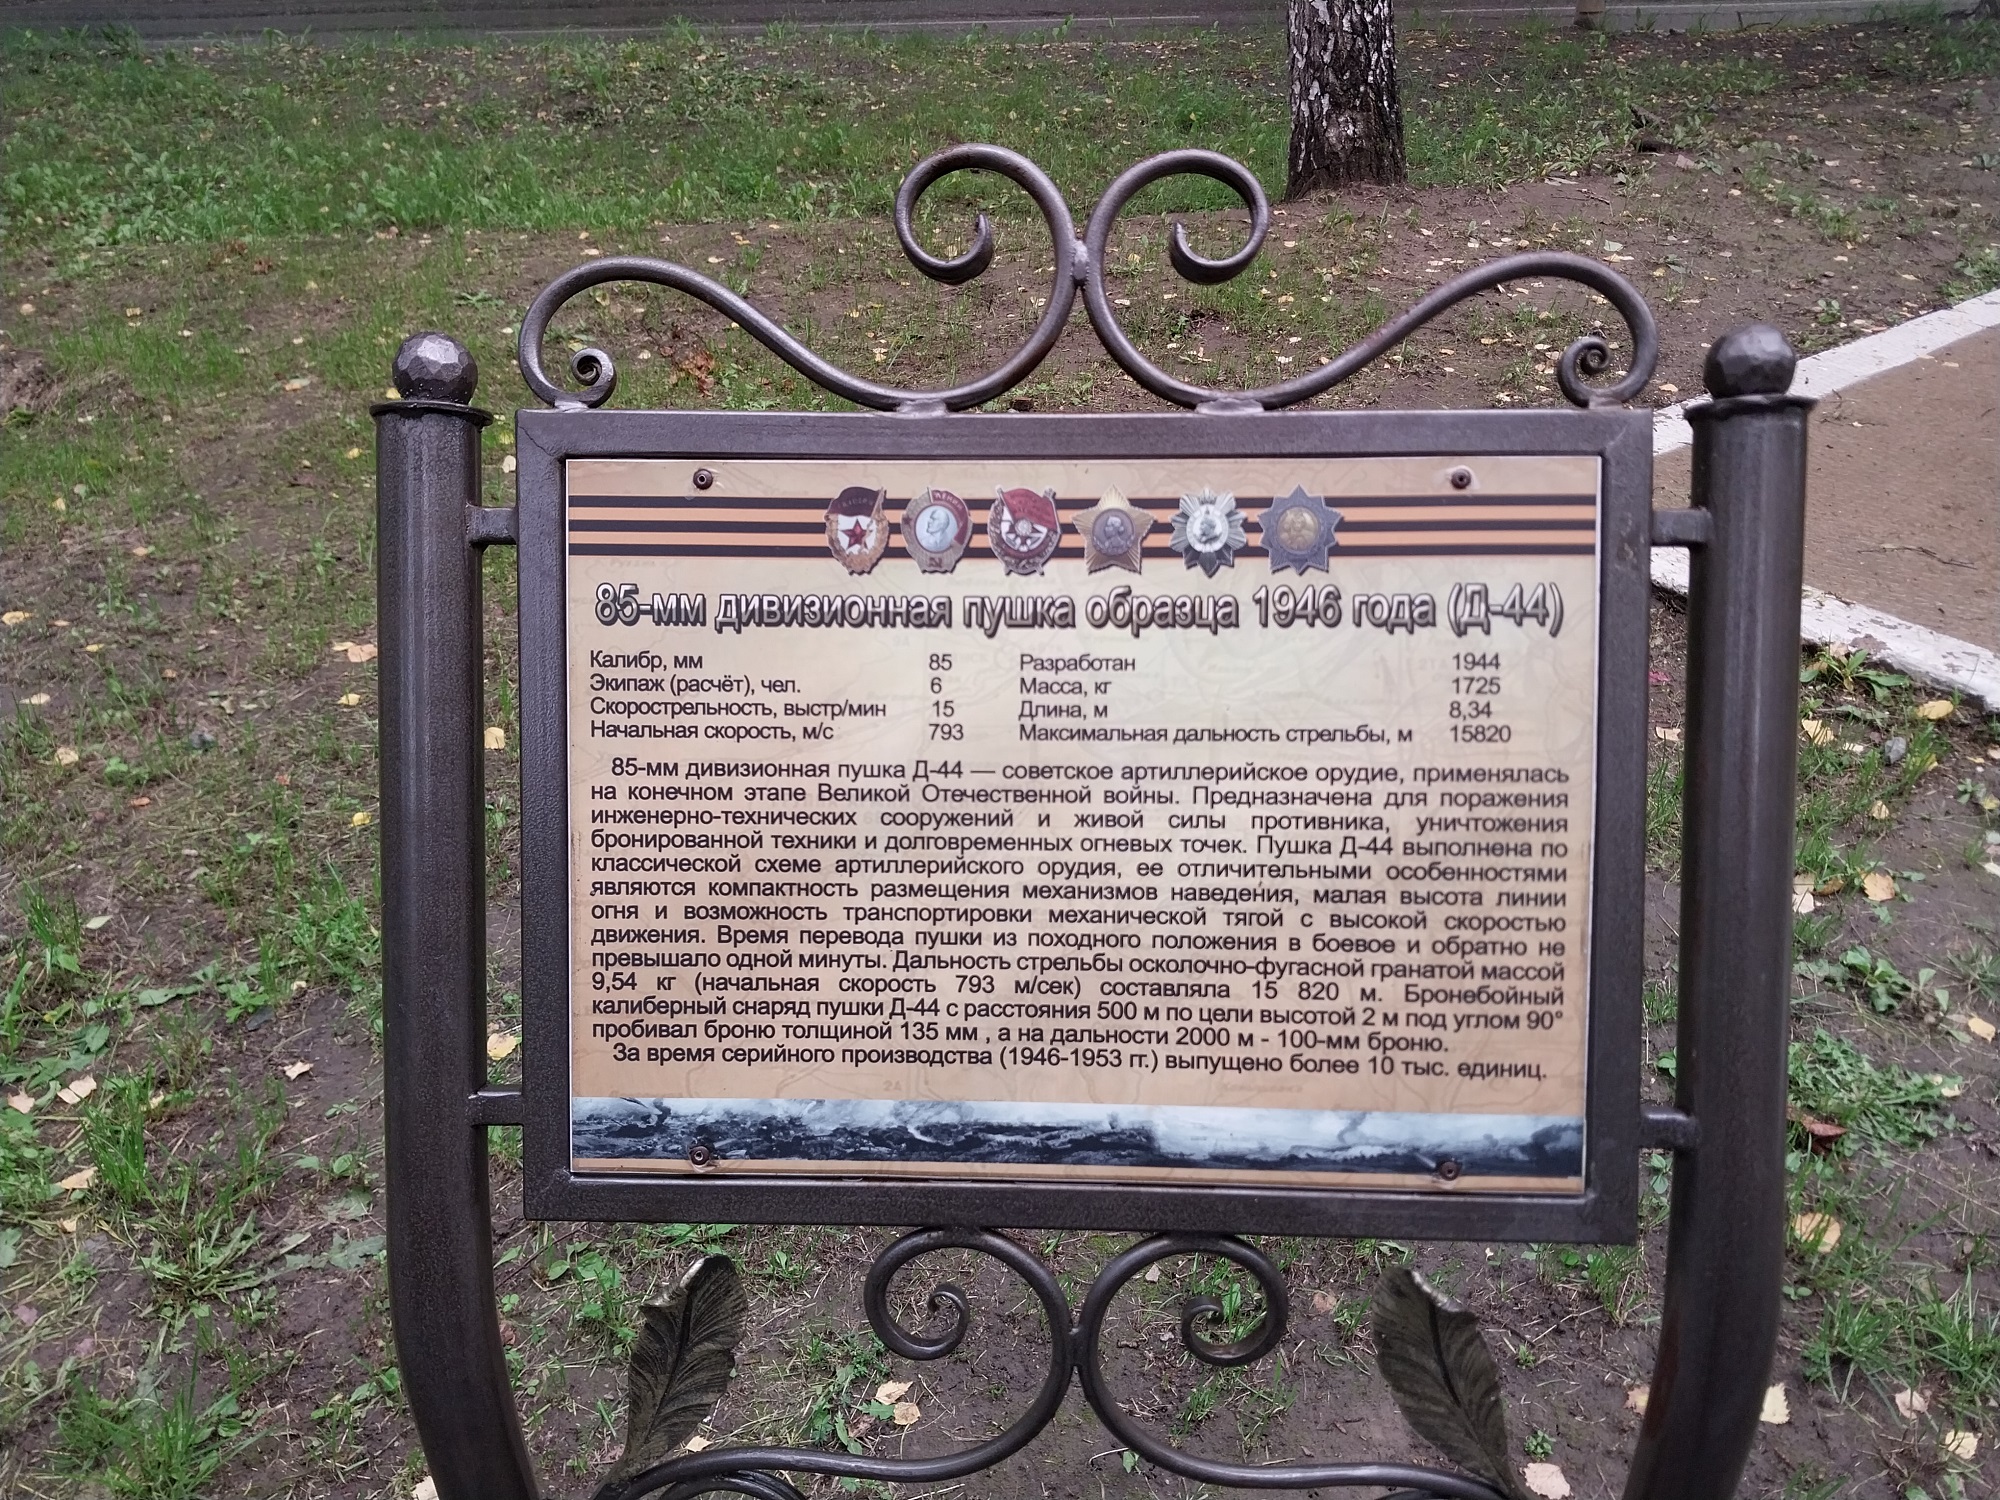 85-мм дивизионная пушка образца 1946 года (Д-44)
Калибр, мм 85 Разработан 1944
Экипаж (расчёт), чел. 6 Масса, кг 1725
Скорострельность, выстр/мин 15 Длина, м 8,34
Начальная скорость, м/с 793 Максимальная дальность стрельбы, м 15820
85-мм дивизионная пушка Д-44 — советское артиллерийское орудие, применялась
на конечном этапе Великой Отечественной войны. Предназначена для поражения
инженерно-технических сооружений и живой силы противника, уничтожения
бронированной техники и долговременных огневых точек. Пушка Д-44 выполнена по
классической схеме артиллерийского орудия, ее отличительными особенностями
являются компактность размещения механизмов наведения, малая высота линии
огня и возможность транспортировки механической тягой с высокой скоростью
движения. Время перевода пушки из походного положения в боевое и обратно не
превышало одной минуты. Дальность стрельбы осколочно-фугасной гранатой массой
9,54 кг (начальная скорость 793 м/сек) составляла 15 820 м. Бронебойный
калиберный снаряд пушки Д-44 с расстояния 500 м по цели высотой 2 м под углом 90°
пробивал броню толщиной 135 мм , а на дальности 2000 м - 100-мм броню.
За время серийного производства (1946-1953 гг.) выпущено более 10 тыс. единиц.